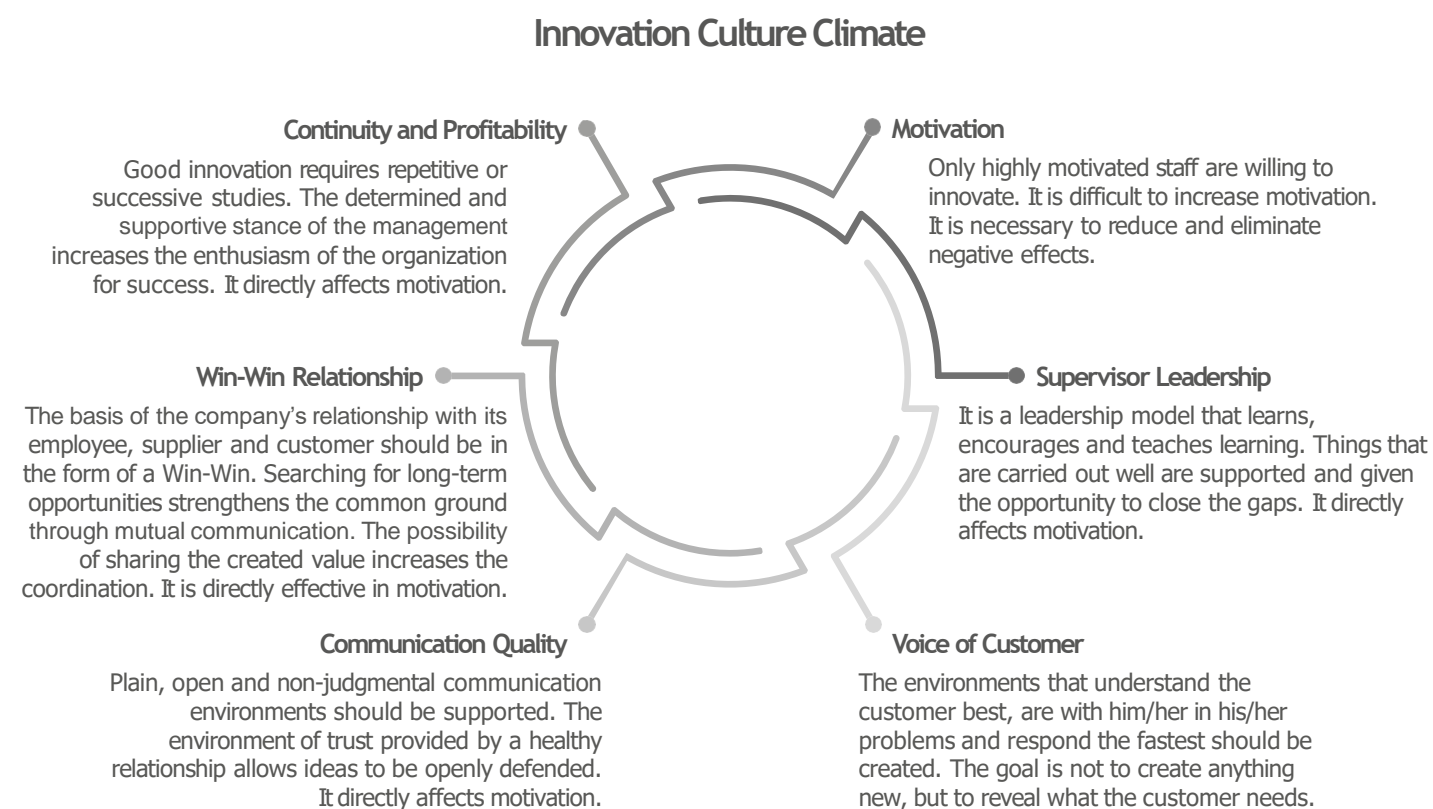 Innovation Culture Climate
Continuity and Profitability
Good innovation requires repetitive or
successive studies. The determined and
supportive stance of the management
increases the enthusiasm of the organization
for success. It directly affects motivation.
Motivation
Only highly motivated staff are willing to
innovate. It is difficult to increase motivation.
It is necessary to reduce and eliminate
negative effects.
Win-Win Relationship
The basis of the company's relationship with its
employee, supplier and customer should be in
the form of a Win-Win. Searching for long-term
opportunities strengthens the common ground
through mutual communication. The possibility
of sharing the created value increases the
coordination. It is directly effective in motivation.
Supervisor Leadership
It is a leadership model that learns,
encourages and teaches learning. Things that
are carried out well are supported and given
the opportunity to close the gaps. It directly
affects motivation.
Communication Quality
Plain, open and non-judgmental communication
environments should be supported. The
environment of trust provided by a healthy
relationship allows ideas to be openly defended.
It directly affects motivation.
Voice of Customer
The environments that understand the
customer best, are with him/her in his/her
problems and respond the fastest should be
created. The goal is not to create anything
new, but to reveal what the customer needs.